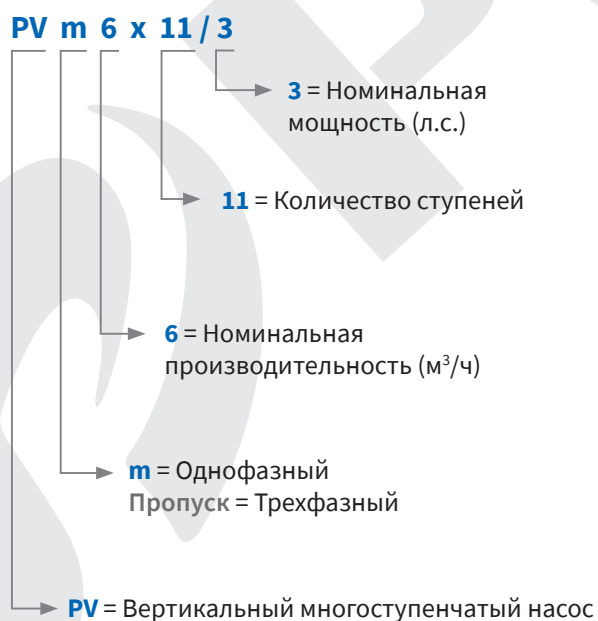 PV m 6 x 11 / 3
3 = Номинальная
мощность (л.с.)
11 = Количество ступеней
6 = Номинальная
производительность (м³/ч)
m = Однофазный
Пропуск = Трехфазный
PV = Вертикальный многоступенчатый насос